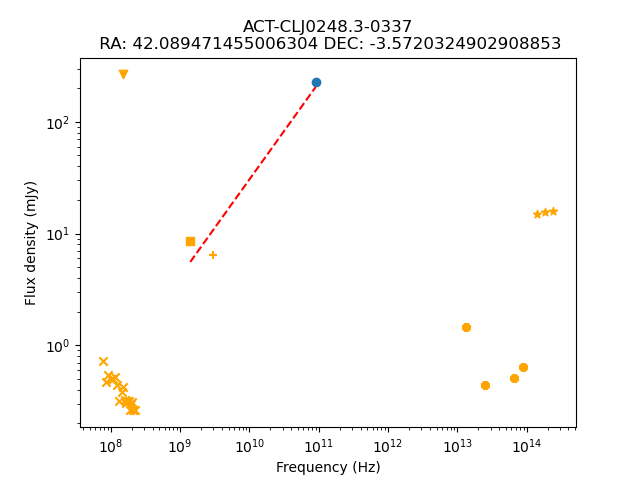 ACT-CLJ0248.3-0337
RA: 42.089471455006304 DEC: -3.5720324902908853
Flux density (mJy)
10²
10¹
10⁰
10⁸ 10⁹ 10¹⁰ 10¹¹ 10¹² 10¹³ 10¹⁴
Frequency (Hz)